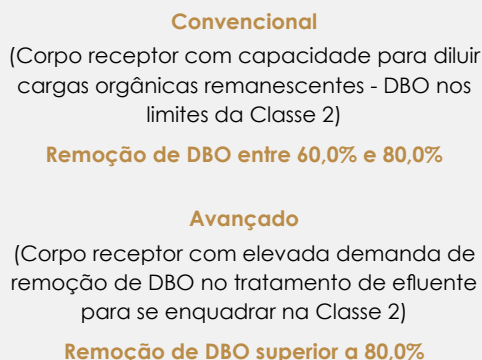 Convencional
(Corpo receptor com capacidade para diluir
cargas orgânicas remanescentes - DBO nos
limites da Classe 2)
Remoção de DBO entre 60,0% e 80,0%
Avançado
(Corpo receptor com elevada demanda de
remoção de DBO no tratamento de efluente
para se enquadrar na Classe 2)
Remoção de DBO superior a 80,0%